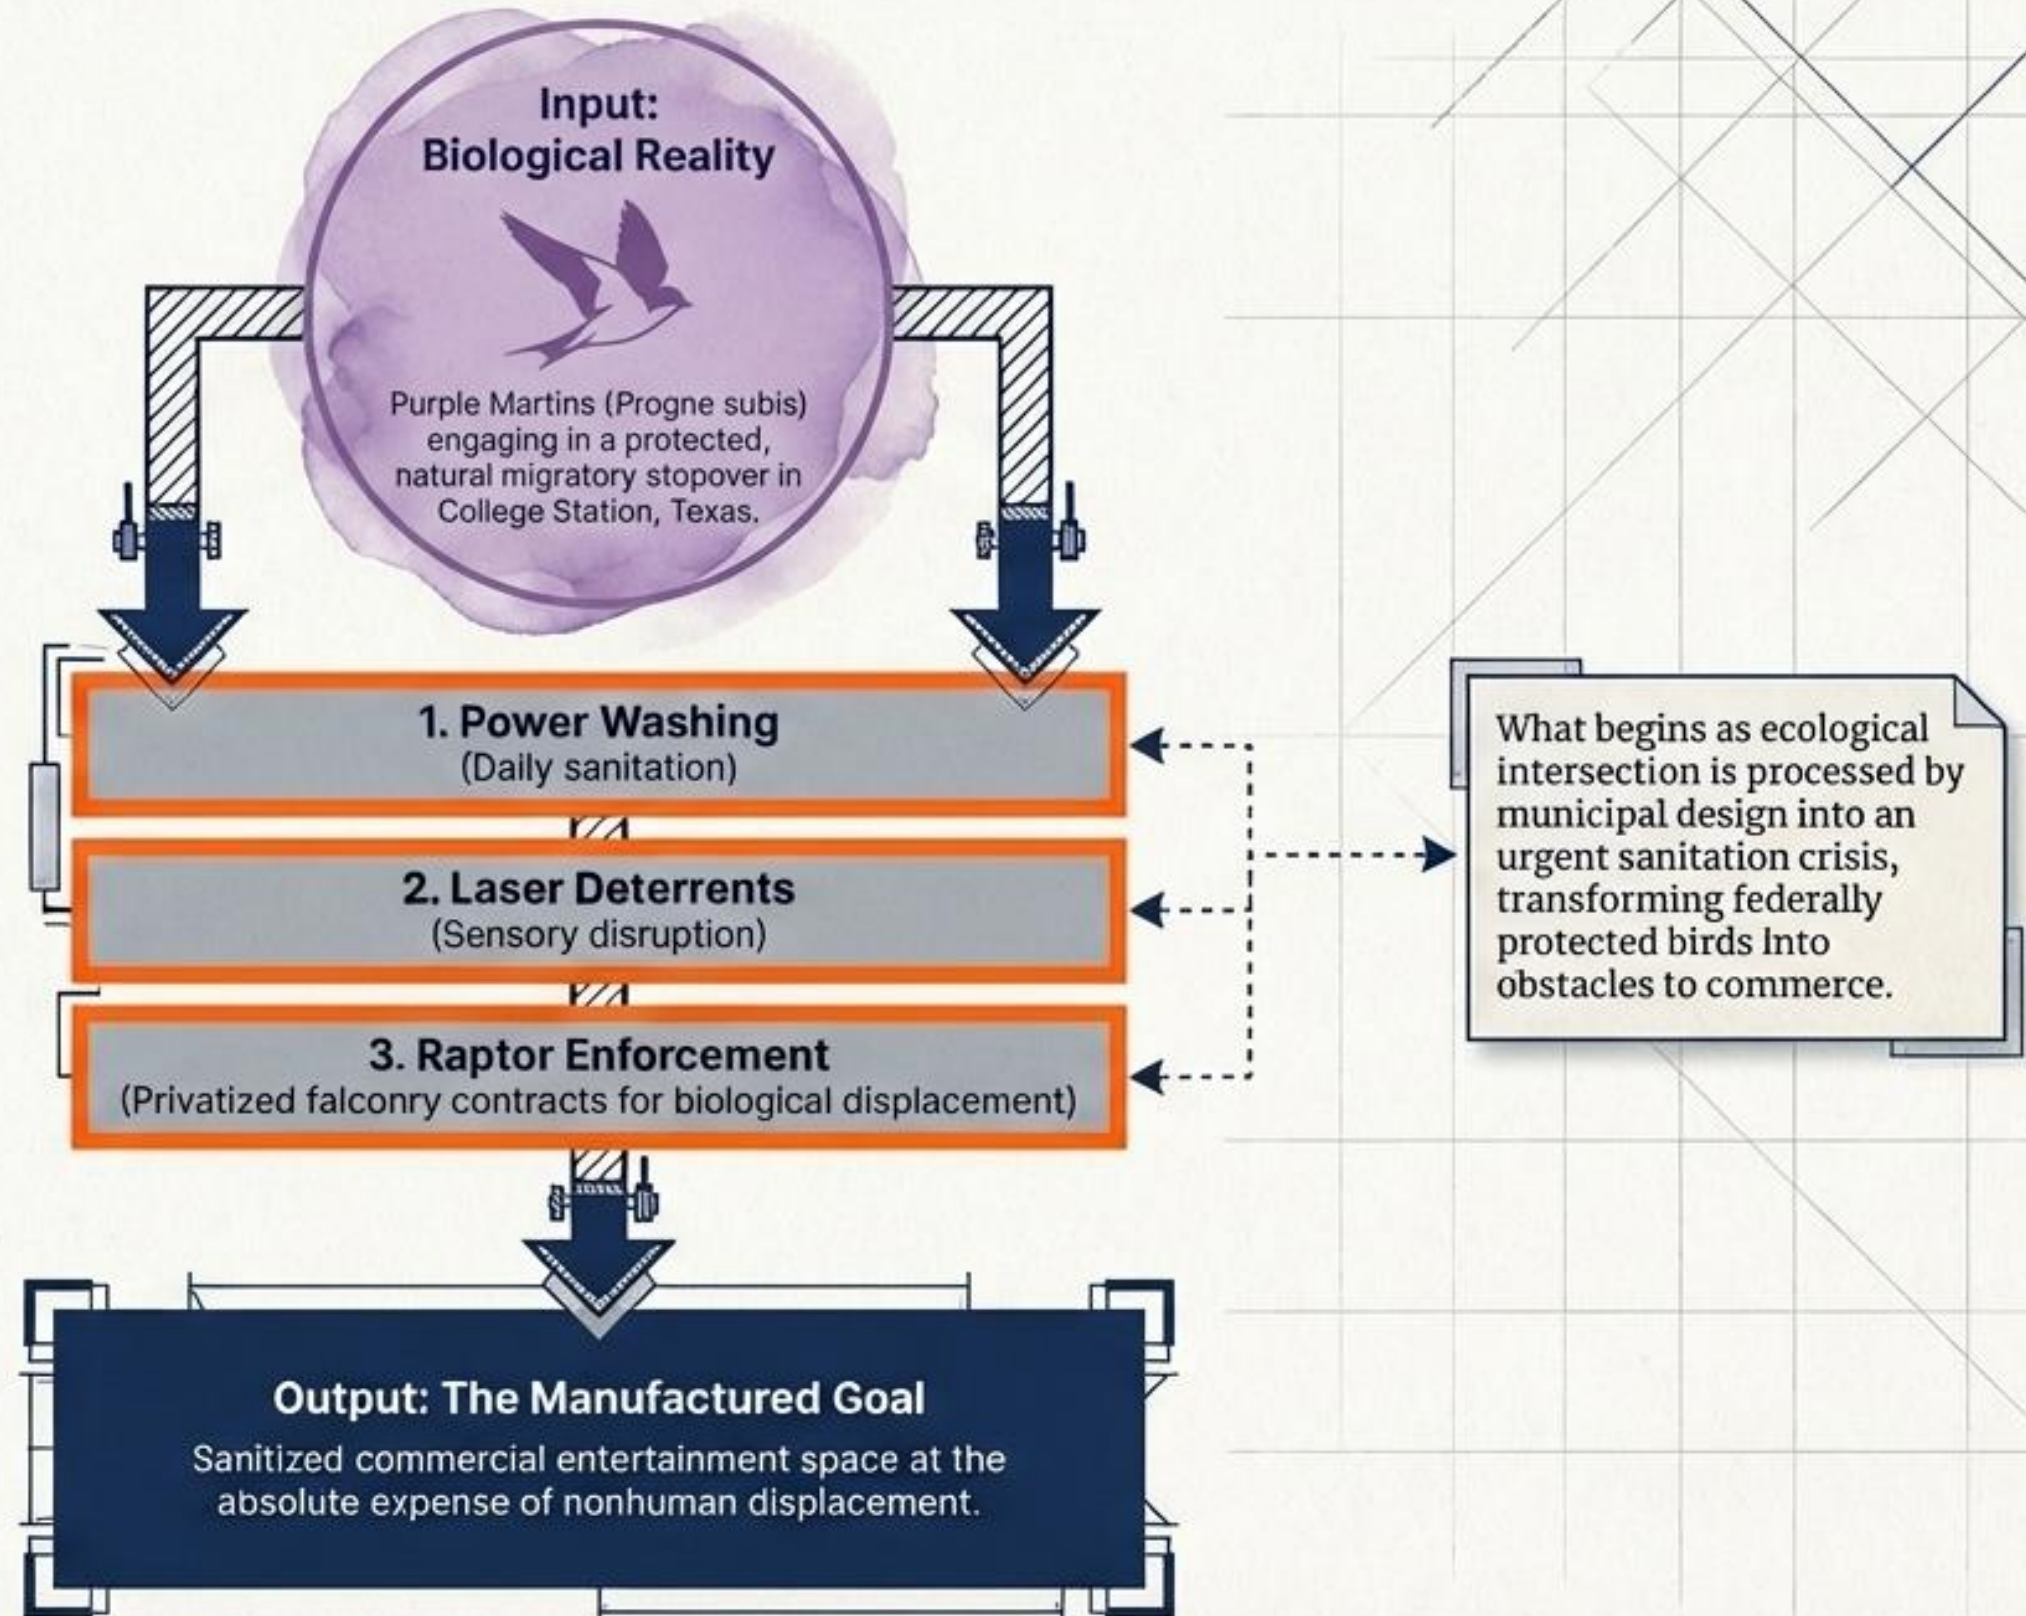 Input:
Biological Reality
Purple Martins (Progne subis)
engaging in a protected,
natural migratory stopover in
College Station, Texas.
1. Power Washing
(Daily sanitation)
2. Laser Deterrents
(Sensory disruption)
3. Raptor Enforcement
(Privatized falconry contracts for biological displacement)
What begins as ecological
intersection is processed by
municipal design into an
urgent sanitation crisis,
transforming federally
protected birds Into
obstacles to commerce.
Output: The Manufactured Goal
Sanitized commercial entertainment space at the
absolute expense of nonhuman displacement.